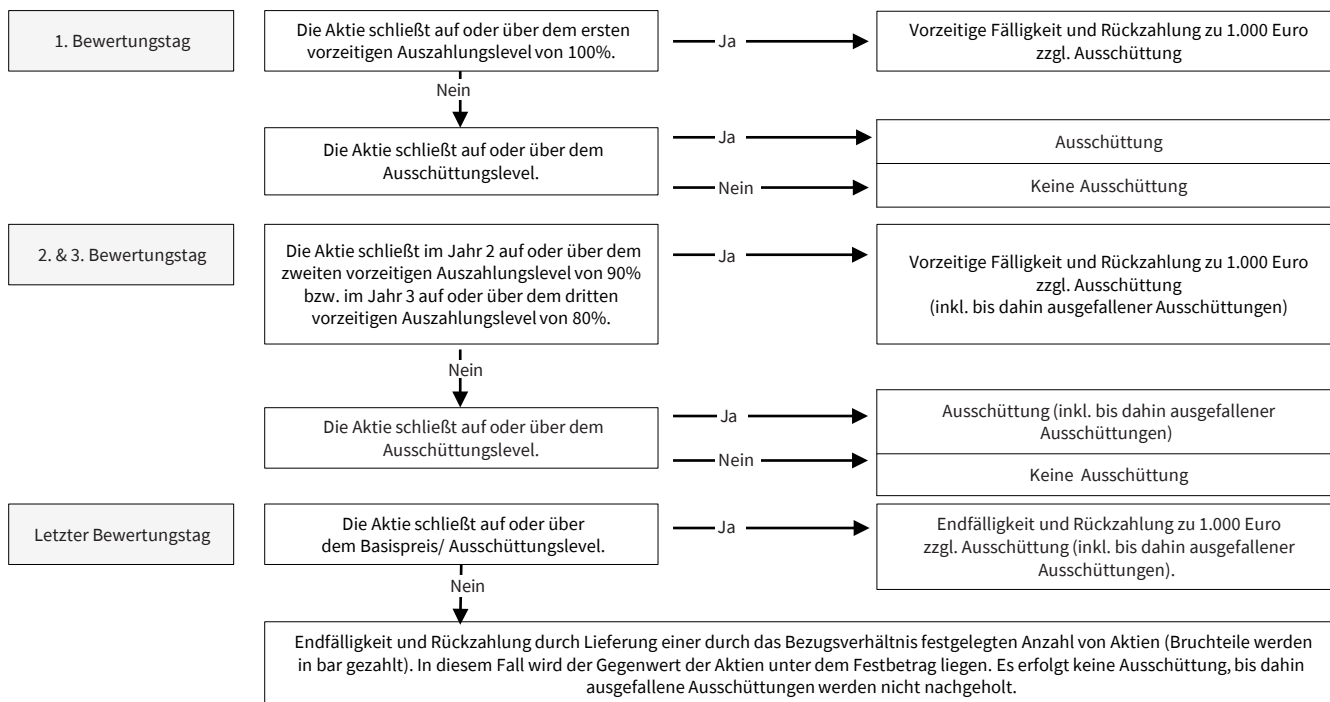 1. Bewertungstag
Die Aktie schließt auf oder über dem ersten
vorzeitigen Auszahlungslevel von 100%.
Ja
Vorzeitige Fälligkeit und Rückzahlung zu 1.000 Euro
zzgl. Ausschüttung
Nein
Die Aktie schließt auf oder über dem
Ausschüttungslevel.
Ja
Ausschüttung
Nein
Keine Ausschüttung
2. & 3. Bewertungstag
Die Aktie schließt im Jahr 2 auf oder über dem
zweiten vorzeitigen Auszahlungslevel von 90%
bzw. im Jahr 3 auf oder über dem dritten
vorzeitigen Auszahlungslevel von 80%.
Ja
Vorzeitige Fälligkeit und Rückzahlung zu 1.000 Euro
zzgl. Ausschüttung
(inkl. bis dahin ausgefallener Ausschüttungen)
Nein
Die Aktie schließt auf oder über dem
Ausschüttungslevel.
Ja
Ausschüttung (inkl. bis dahin ausgefallener
Ausschüttungen)
Nein
Keine Ausschüttung
Letzter Bewertungstag
Die Aktie schließt auf oder über
dem Basispreis/ Ausschüttungslevel.
Ja
Endfälligkeit und Rückzahlung zu 1.000 Euro
zzgl. Ausschüttung (inkl. bis dahin ausgefallener
Ausschüttungen).
Nein
Endfälligkeit und Rückzahlung durch Lieferung einer durch das Bezugsverhältnis festgelegten Anzahl von Aktien (Bruchteile werden
in bar gezahlt). In diesem Fall wird der Gegenwert der Aktien unter dem Festbetrag liegen. Es erfolgt keine Ausschüttung, bis dahin
ausgefallene Ausschüttungen werden nicht nachgeholt.